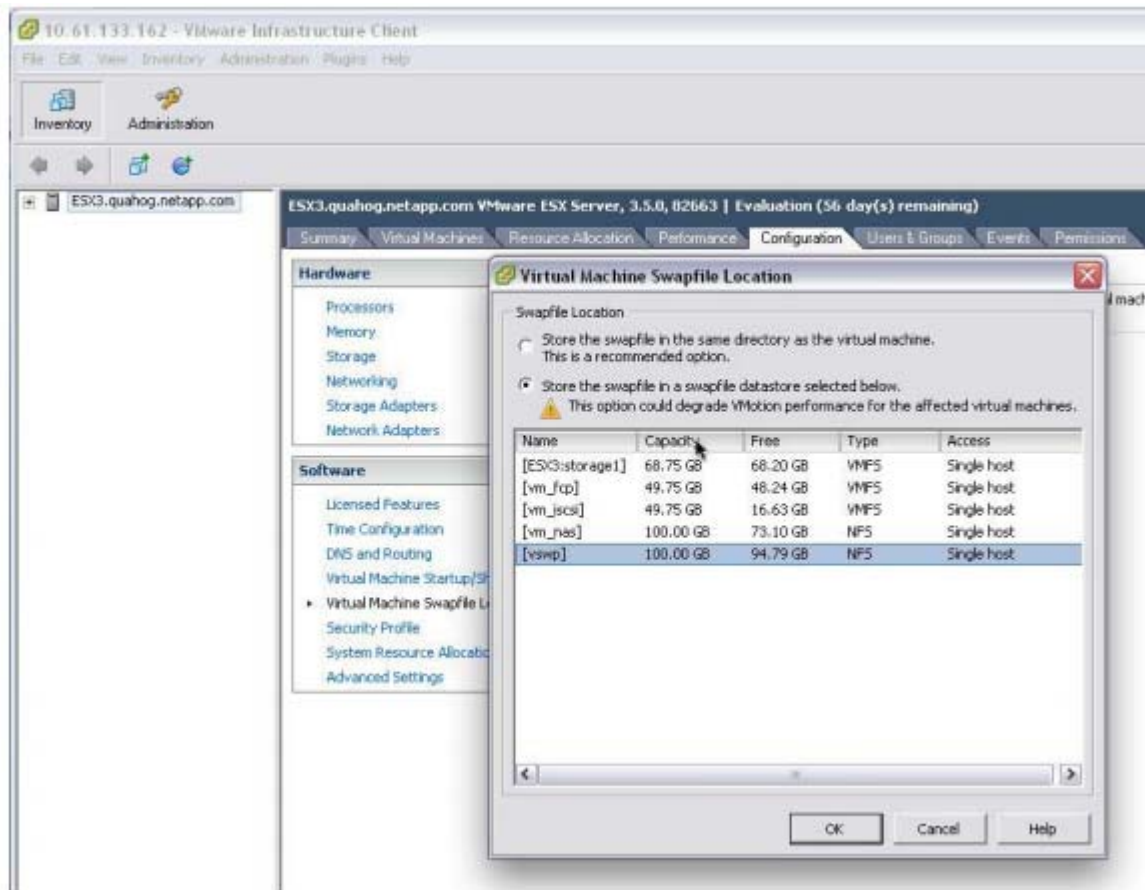 10.61.133.162 - VMware Infrastructure Client
File Edit View Inventory Administration Plugins Help
Inventory Administration
ESX3.quahog.netapp.com
ESX3.quahog.netapp.com VMware ESX Server, 3.5.0, 82663 | Evaluation (56 day(s) remaining)
Summary Virtual Machines Resource Allocation Performance Configuration Users & Groups Events Permissions
Hardware
Processors
Memory
Storage
Networking
Storage Adapters
Network Adapters
Software
Licensed Features
Time Configuration
DNS and Routing
Virtual Machine Startup/Sh
Virtual Machine Swapfile L
Security Profile
System Resource Allocatio
Advanced Settings
Virtual Machine Swapfile Location
Swapfile Location
Store the swapfile in the same directory as the virtual machine.
This is a recommended option.
Store the swapfile in a swapfile datastore selected below.
This option could degrade VMotion performance for the affected virtual machines.
Name Capacity Free Type Access
[ESX3:storage1] 68.75 GB 68.20 GB VMFS Single host
[vm_fcp] 49.75 GB 48.24 GB VMFS Single host
[vm_iscsi] 49.75 GB 16.63 GB VMFS Single host
[vm_nas] 100.00 GB 73.10 GB NFS Single host
[vswp] 100.00 GB 94.79 GB NFS Single host
OK Cancel Help